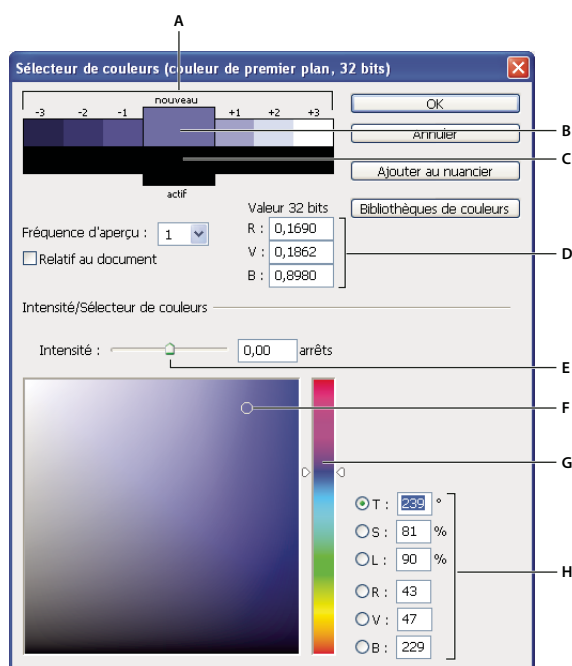 A
Sélecteur de couleurs (couleur de premier plan, 32 bits)
nouveau
-3 -2 -1 +1 +2 +3
actif
OK
B
Annuler
C
Ajouter au nuancier
Bibliothèques de couleurs
Fréquence d'aperçu : 1
Relatif au document
Valeur 32 bits
R : 0,1690
V : 0,1862
D
B : 0,8980
Intensité/Sélecteur de couleurs
Intensité : 0,00 arrêts
E
F
G
T : 239 °
S : 81 %
L : 90 %
H
R : 43
V : 47
B : 229